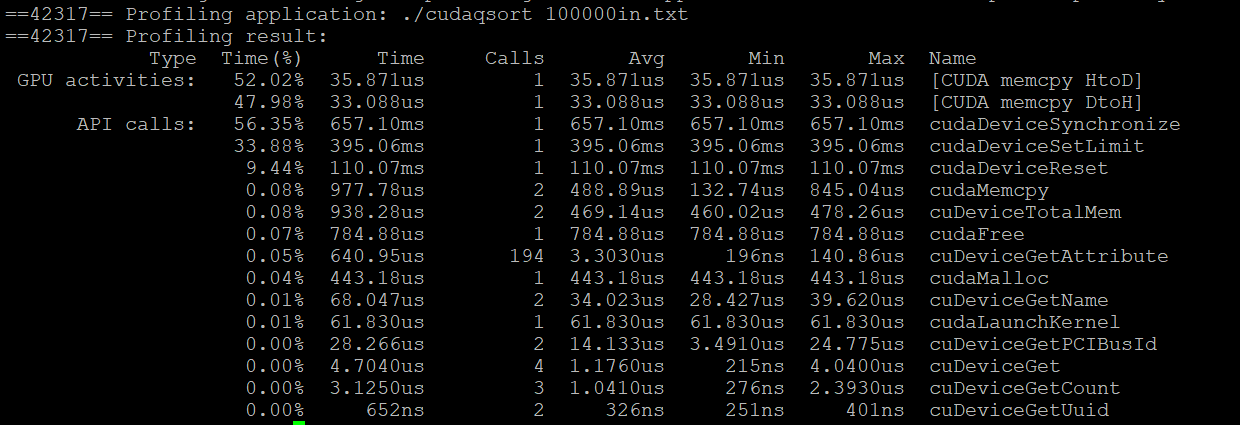 ==42317== Profiling application: ./cudaqsort 100000in.txt
==42317== Profiling result:
Type Time(%) Time Calls Avg Min Max Name
GPU activities: 52.02% 35.871us 1 35.871us 35.871us 35.871us [CUDA memcpy HtoD]
47.98% 33.088us 1 33.088us 33.088us 33.088us [CUDA memcpy DtoH]
API calls: 56.35% 657.10ms 1 657.10ms 657.10ms 657.10ms cudaDeviceSynchronize
33.88% 395.06ms 1 395.06ms 395.06ms 395.06ms cudaDeviceSetLimit
9.44% 110.07ms 1 110.07ms 110.07ms 110.07ms cudaDeviceReset
0.08% 977.78us 2 488.89us 132.74us 845.04us cudaMemcpy
0.08% 938.28us 2 469.14us 460.02us 478.26us cuDeviceTotalMem
0.07% 784.88us 1 784.88us 784.88us 784.88us cudaFree
0.05% 640.95us 194 3.3030us 196ns 140.86us cuDeviceGetAttribute
0.04% 443.18us 1 443.18us 443.18us 443.18us cudaMalloc
0.01% 68.047us 2 34.023us 28.427us 39.620us cuDeviceGetName
0.01% 61.830us 1 61.830us 61.830us 61.830us cudaLaunchKernel
0.00% 28.266us 2 14.133us 3.4910us 24.775us cuDeviceGetPCIBusId
0.00% 4.7040us 4 1.1760us 215ns 4.0400us cuDeviceGet
0.00% 3.1250us 3 1.0410us 276ns 2.3930us cuDeviceGetCount
0.00% 652ns 2 326ns 251ns 401ns cuDeviceGetUuid